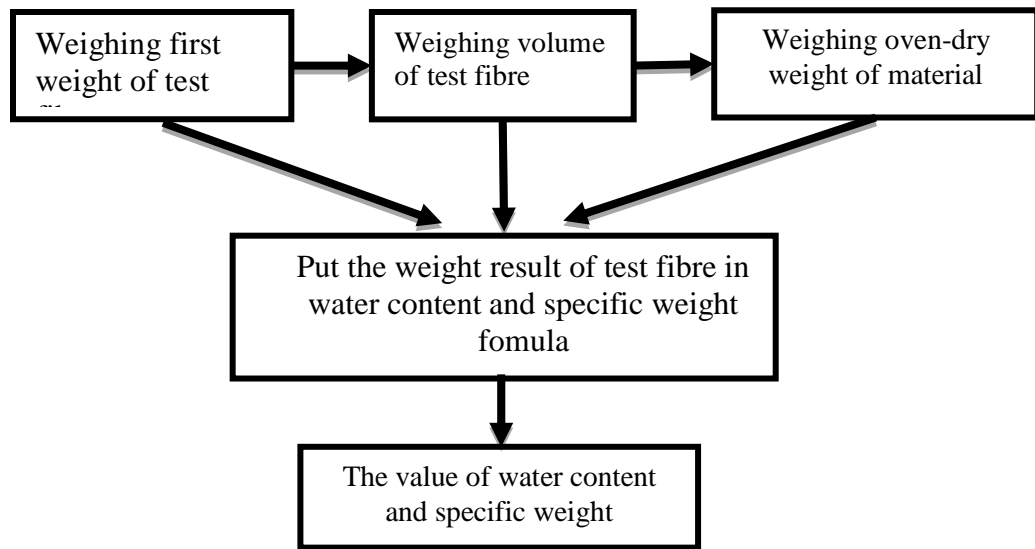 Weighing first
weight of test
Weighing volume
of test fibre
Weighing oven-dry
weight of material
Put the weight result of test fibre in
water content and specific weight
fomula
The value of water content
and specific weight